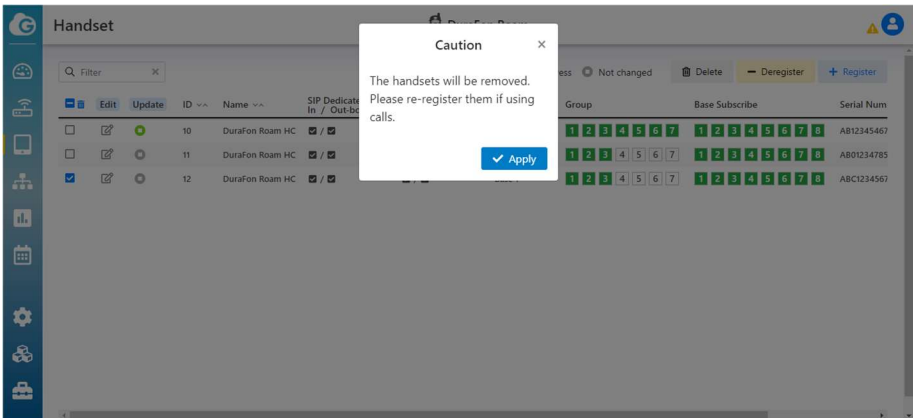 Handset
DuraFon Roam
Caution ×
The handsets will be removed.
Please re-register them if using
calls.
Apply
Filter
Not changed
Delete
Deregister
+ Register
Edit Update ID Name SIP Dedicate
In / Out-bo
Group Base Subscribe Serial Num
10 DuraFon Roam HC / 1 2 3 4 5 6 7 1 2 3 4 5 6 7 8 AB12345467
11 DuraFon Roam HC / 1 2 3 4 5 6 7 1 2 3 4 5 6 7 8 AB01234785
12 DuraFon Roam HC / 1 2 3 4 5 6 7 1 2 3 4 5 6 7 8 ABC1234567